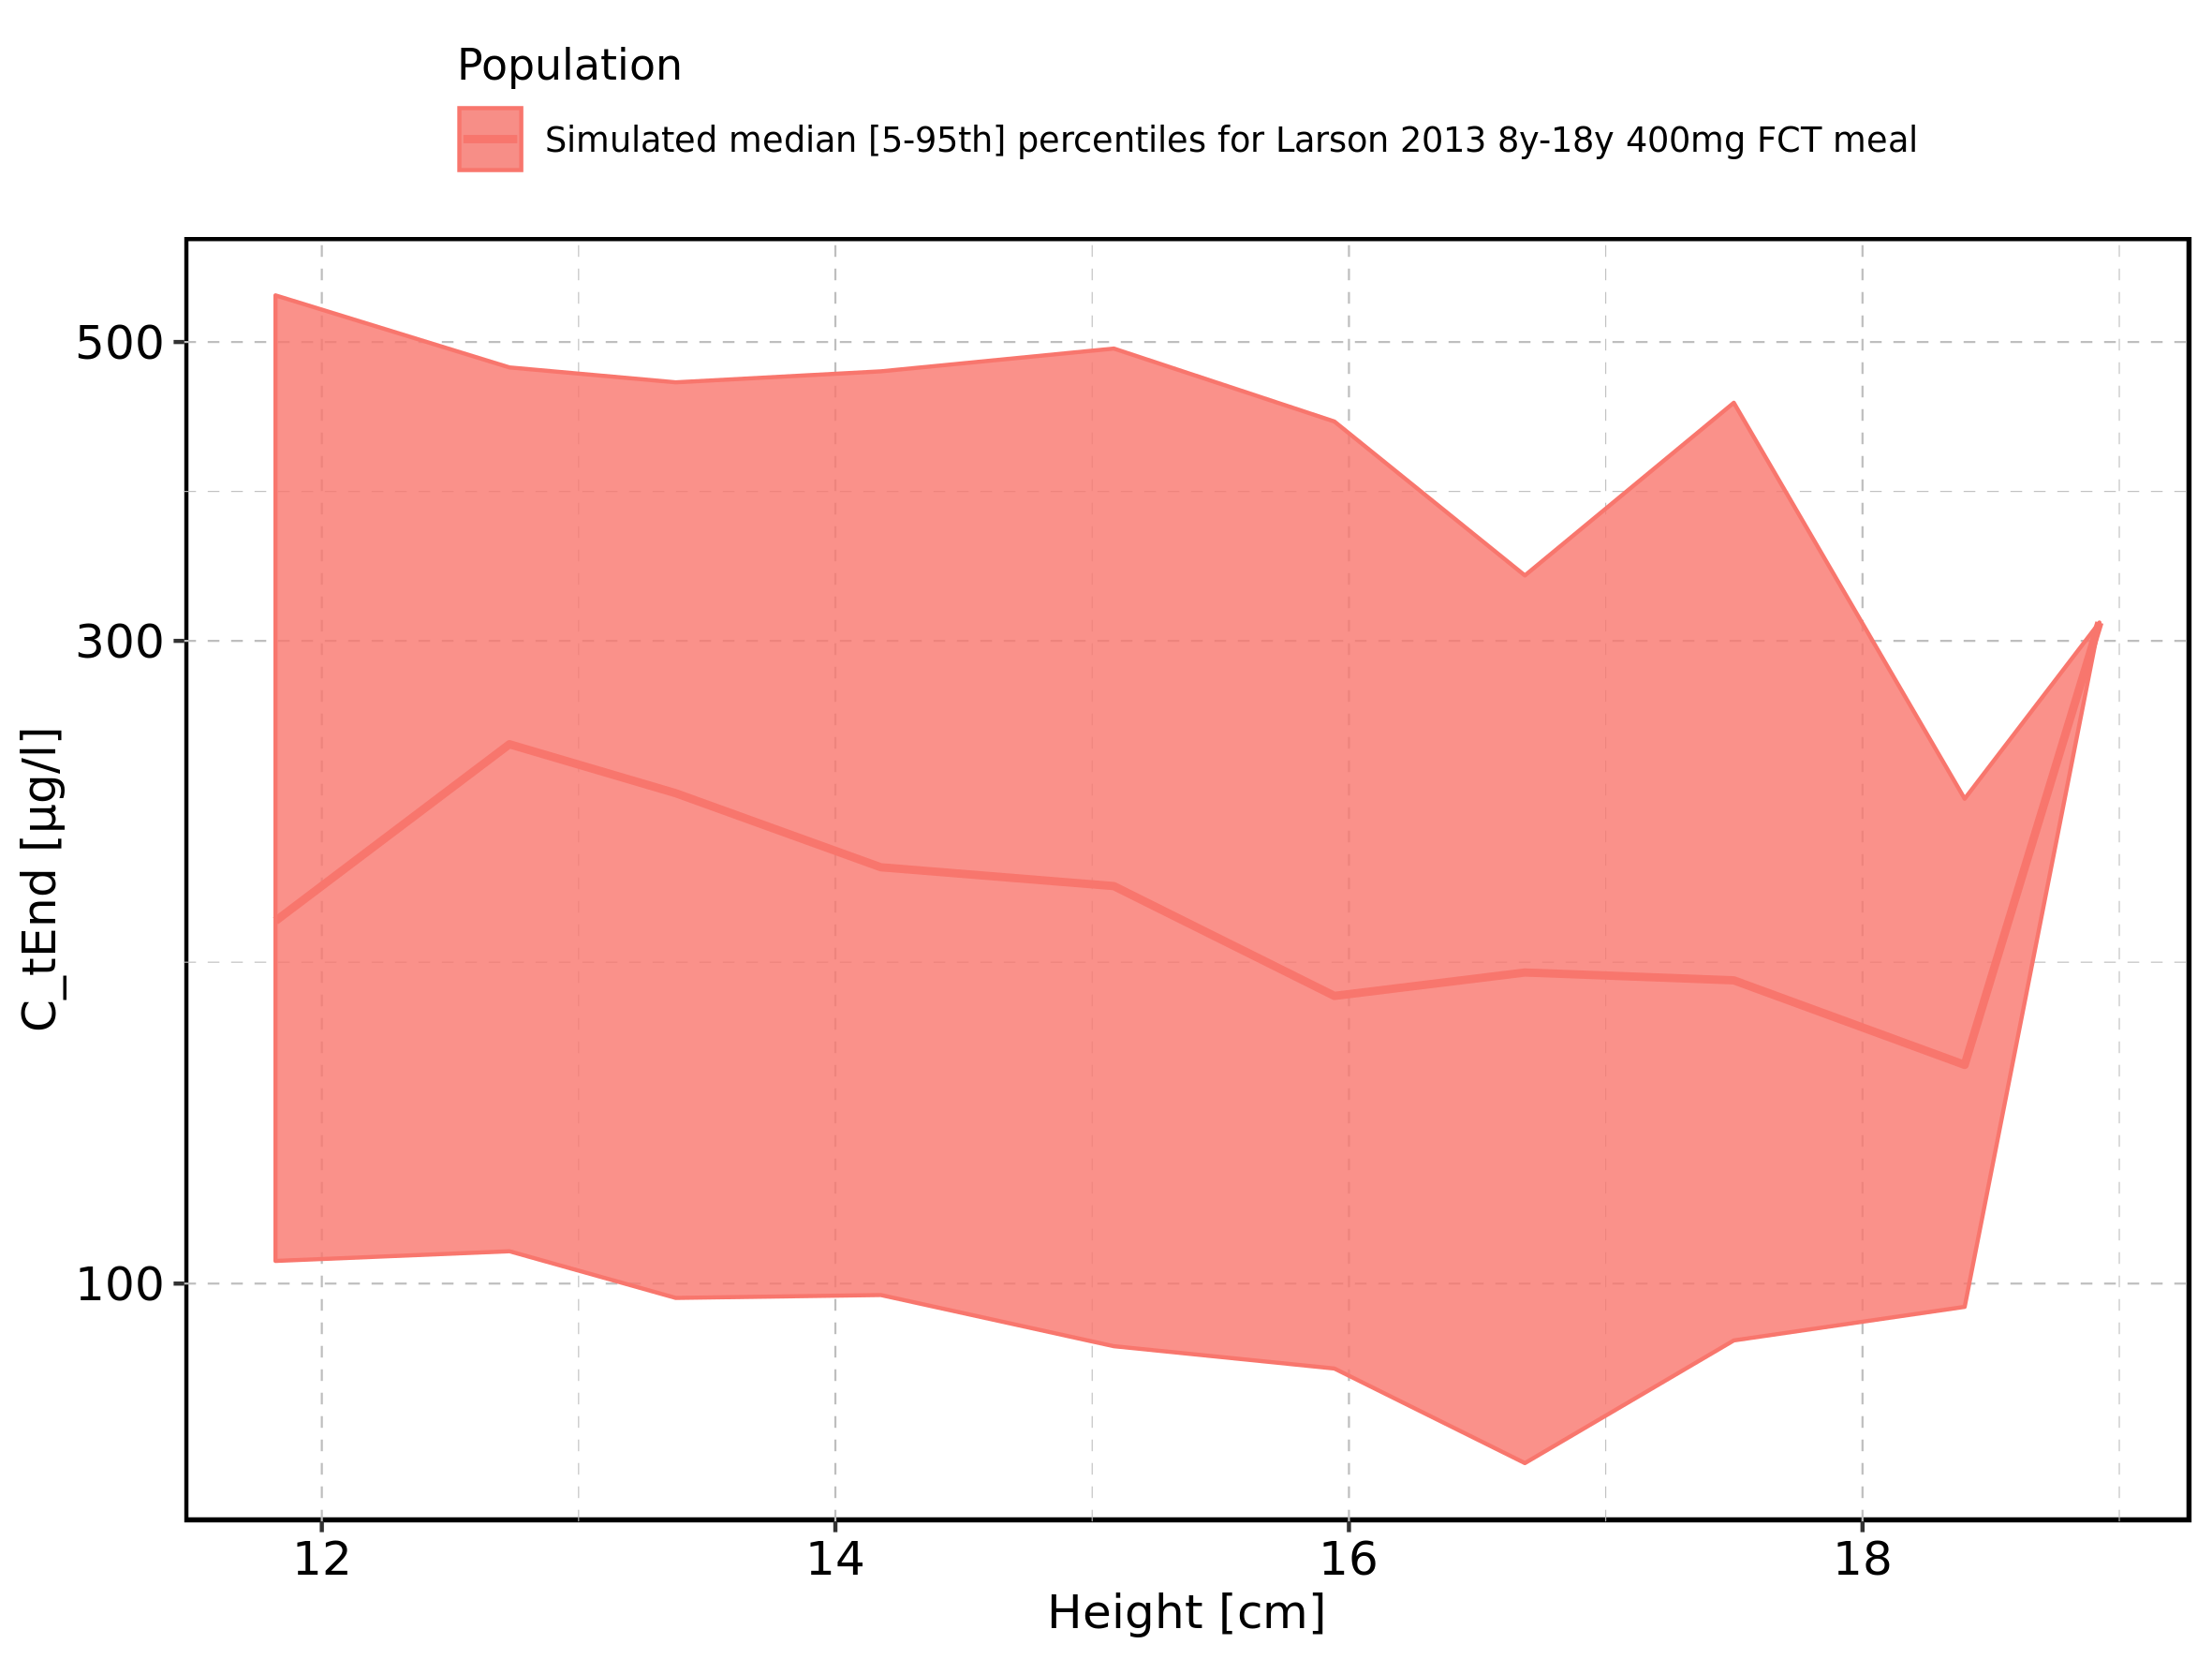 Population
Simulated median [5-95th] percentiles for Larson 2013 8y-18y 400mg FCT meal
500
300
100
C_tEnd [µg/l]
12 14 16 18
Height [cm]